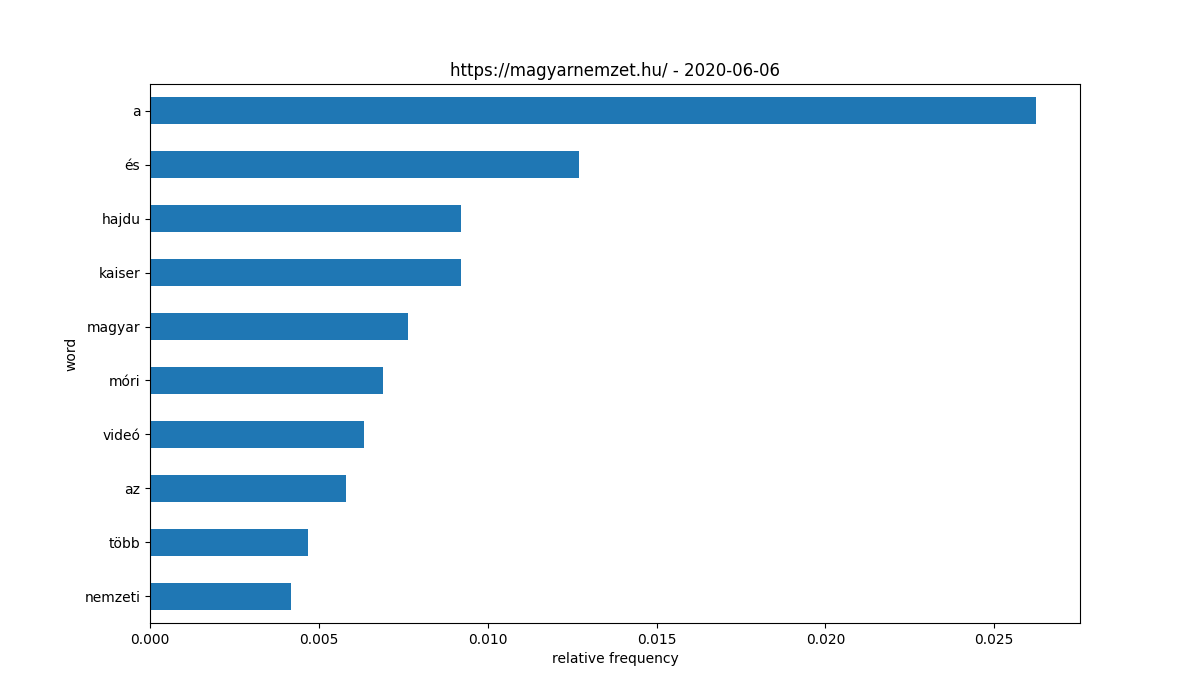 https://magyarnemzet.hu/ - 2020-06-06
a
és
hajdu
kaiser
magyar
móri
videó
az
több
nemzeti
word
0.000 0.005 0.010 0.015 0.020 0.025
relative frequency